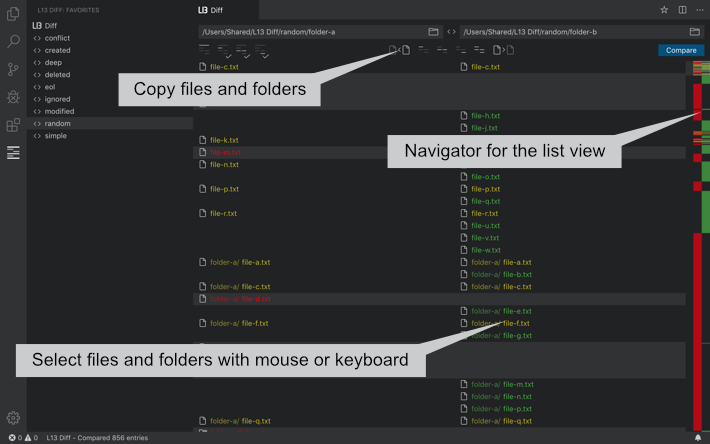 L13 DIFF: FAVORITES
Diff
conflict
created
deep
deleted
eol
ignored
modified
random
simple
L13 Diff
/Users/Shared/L13 Diff/random/folder-a
/Users/Shared/L13 Diff/random/folder-b
Compare
file-c.txt file-c.txt
Copy files and folders
file-h.txt
file-j.txt
file-k.txt
Navigator for the list view
file-n.txt
file-o.txt
file-p.txt file-p.txt
file-q.txt
file-r.txt file-r.txt
file-u.txt
file-v.txt
file-w.txt
folder-a/ file-a.txt folder-a/ file-a.txt
folder-a/ file-b.txt
folder-a/ file-c.txt folder-a/ file-c.txt
folder-a/ file-d.txt
folder-a/ file-e.txt
folder-a/ file-f.txt folder-a/ file-f.txt
folder-a/ file-g.txt
Select files and folders with mouse or keyboard
folder-a/ file-m.txt
folder-a/ file-n.txt
folder-a/ file-p.txt
folder-a/ file-q.txt folder-a/ file-q.txt
0 0 L13 Diff - Compared 856 entries